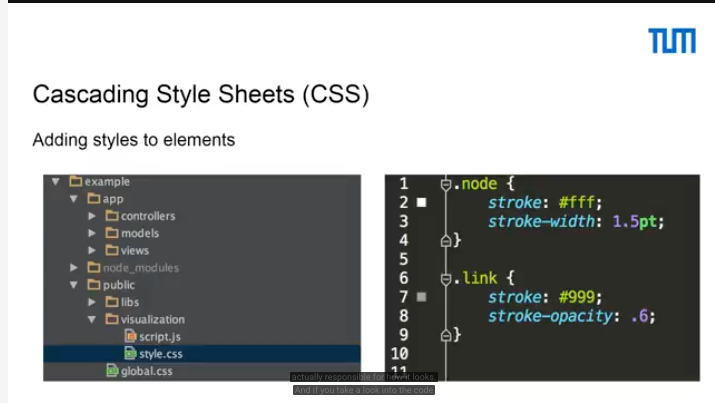 TUM
Cascading Style Sheets (CSS)
Adding styles to elements
example
app
controllers
models
views
node_modules
public
libs
visualization
script.js
style.css
global.css
1 .node {
2 stroke: #fff;
3 stroke-width: 1.5pt;
4 }
5
6 .link {
7 stroke: #999;
8 stroke-opacity: .6;
9 }
10
11
actually responsible for how it looks.
And if you take a look into the code